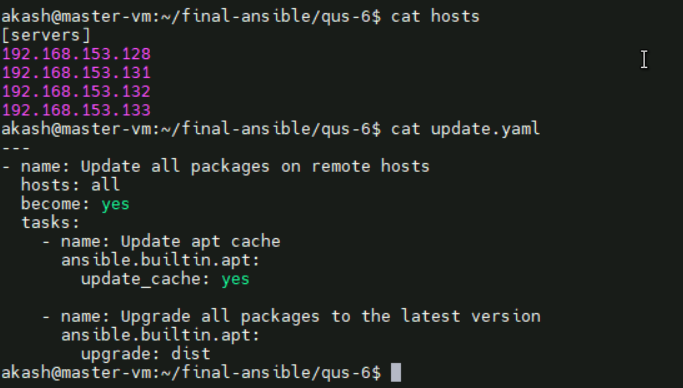 akash@master-vm:~/final-ansible/qus-6$ cat hosts
[servers]
192.168.153.128
192.168.153.131
192.168.153.132
192.168.153.133
akash@master-vm:~/final-ansible/qus-6$ cat update.yaml
---
- name: Update all packages on remote hosts
  hosts: all
  become: yes
  tasks:
    - name: Update apt cache
      ansible.builtin.apt:
        update_cache: yes

    - name: Upgrade all packages to the latest version
      ansible.builtin.apt:
        upgrade: dist
akash@master-vm:~/final-ansible/qus-6$